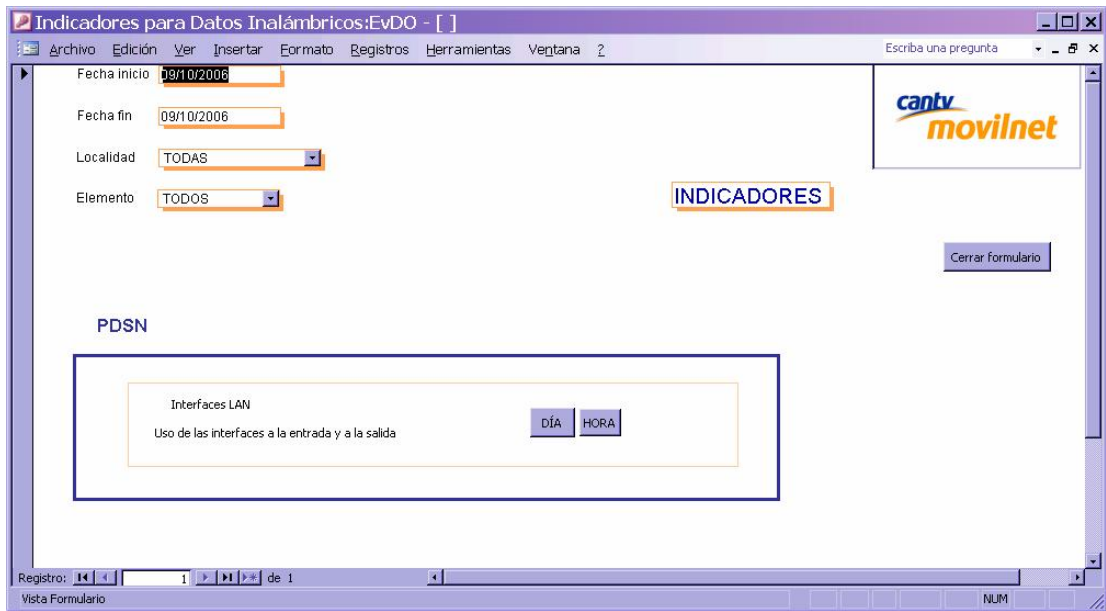 Indicadores para Datos Inalámbricos:EvDO - [ ]
Archivo Edición Ver Insertar Formato Registros Herramientas Ventana ? Escriba una pregunta
Fecha inicio 09/10/2006
cantv
movilnet
Fecha fin 09/10/2006
Localidad TODAS
Elemento TODOS
INDICADORES
Cerrar formulario
PDSN
Interfaces LAN
Uso de las interfaces a la entrada y a la salida
DÍA HORA
Registro: 1 de 1
Vista Formulario NUM